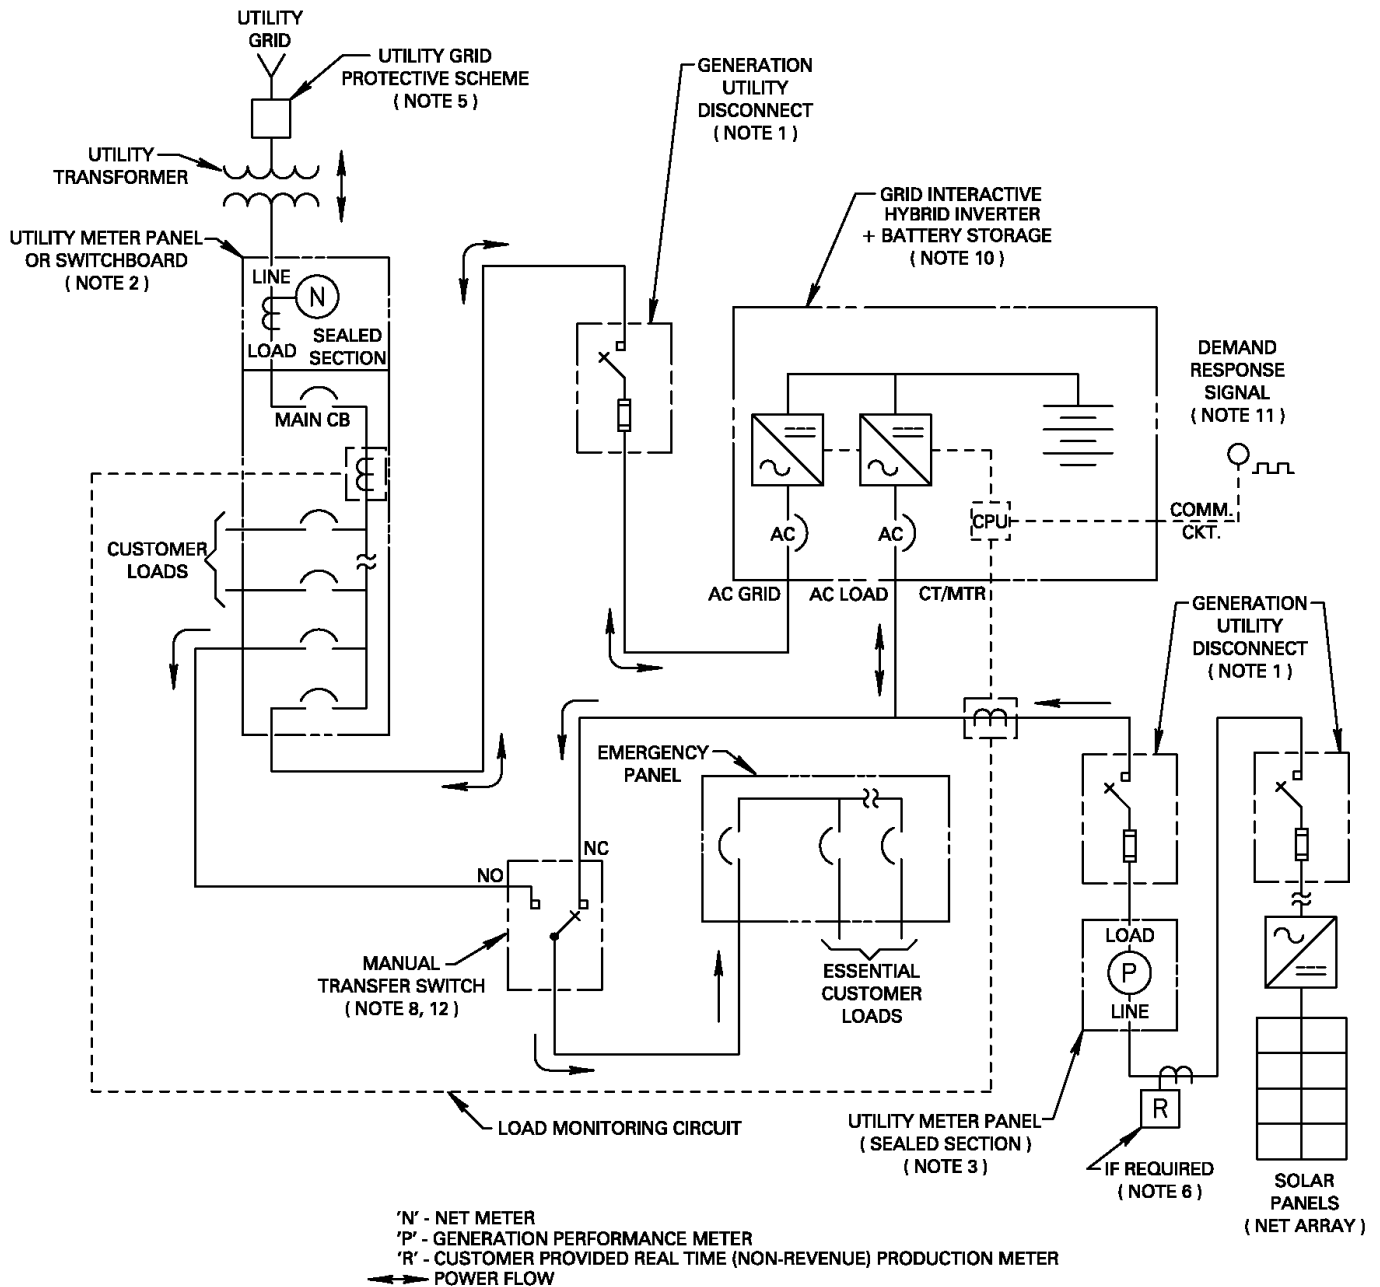 UTILITY
GRID
UTILITY GRID
PROTECTIVE SCHEME
( NOTE 5 )
GENERATION
UTILITY
DISCONNECT
( NOTE 1 )
UTILITY
TRANSFORMER
GRID INTERACTIVE
HYBRID INVERTER
+ BATTERY STORAGE
( NOTE 10 )
UTILITY METER PANEL
OR SWITCHBOARD
( NOTE 2 )
LINE
N
SEALED
SECTION
LOAD
MAIN CB
DEMAND
RESPONSE
SIGNAL
( NOTE 11 )
COMM.
CKT.
CPU
AC
AC
AC GRID
AC LOAD
CT/MTR
CUSTOMER
LOADS
GENERATION
UTILITY
DISCONNECT
( NOTE 1 )
EMERGENCY
PANEL
NC
NO
MANUAL
TRANSFER SWITCH
( NOTE 8, 12 )
ESSENTIAL
CUSTOMER
LOADS
LOAD
P
LINE
R
UTILITY METER PANEL
( SEALED SECTION )
( NOTE 3 )
IF REQUIRED
( NOTE 6 )
SOLAR
PANELS
( NET ARRAY )
LOAD MONITORING CIRCUIT
'N' - NET METER
'P' - GENERATION PERFORMANCE METER
'R' - CUSTOMER PROVIDED REAL TIME (NON-REVENUE) PRODUCTION METER
POWER FLOW